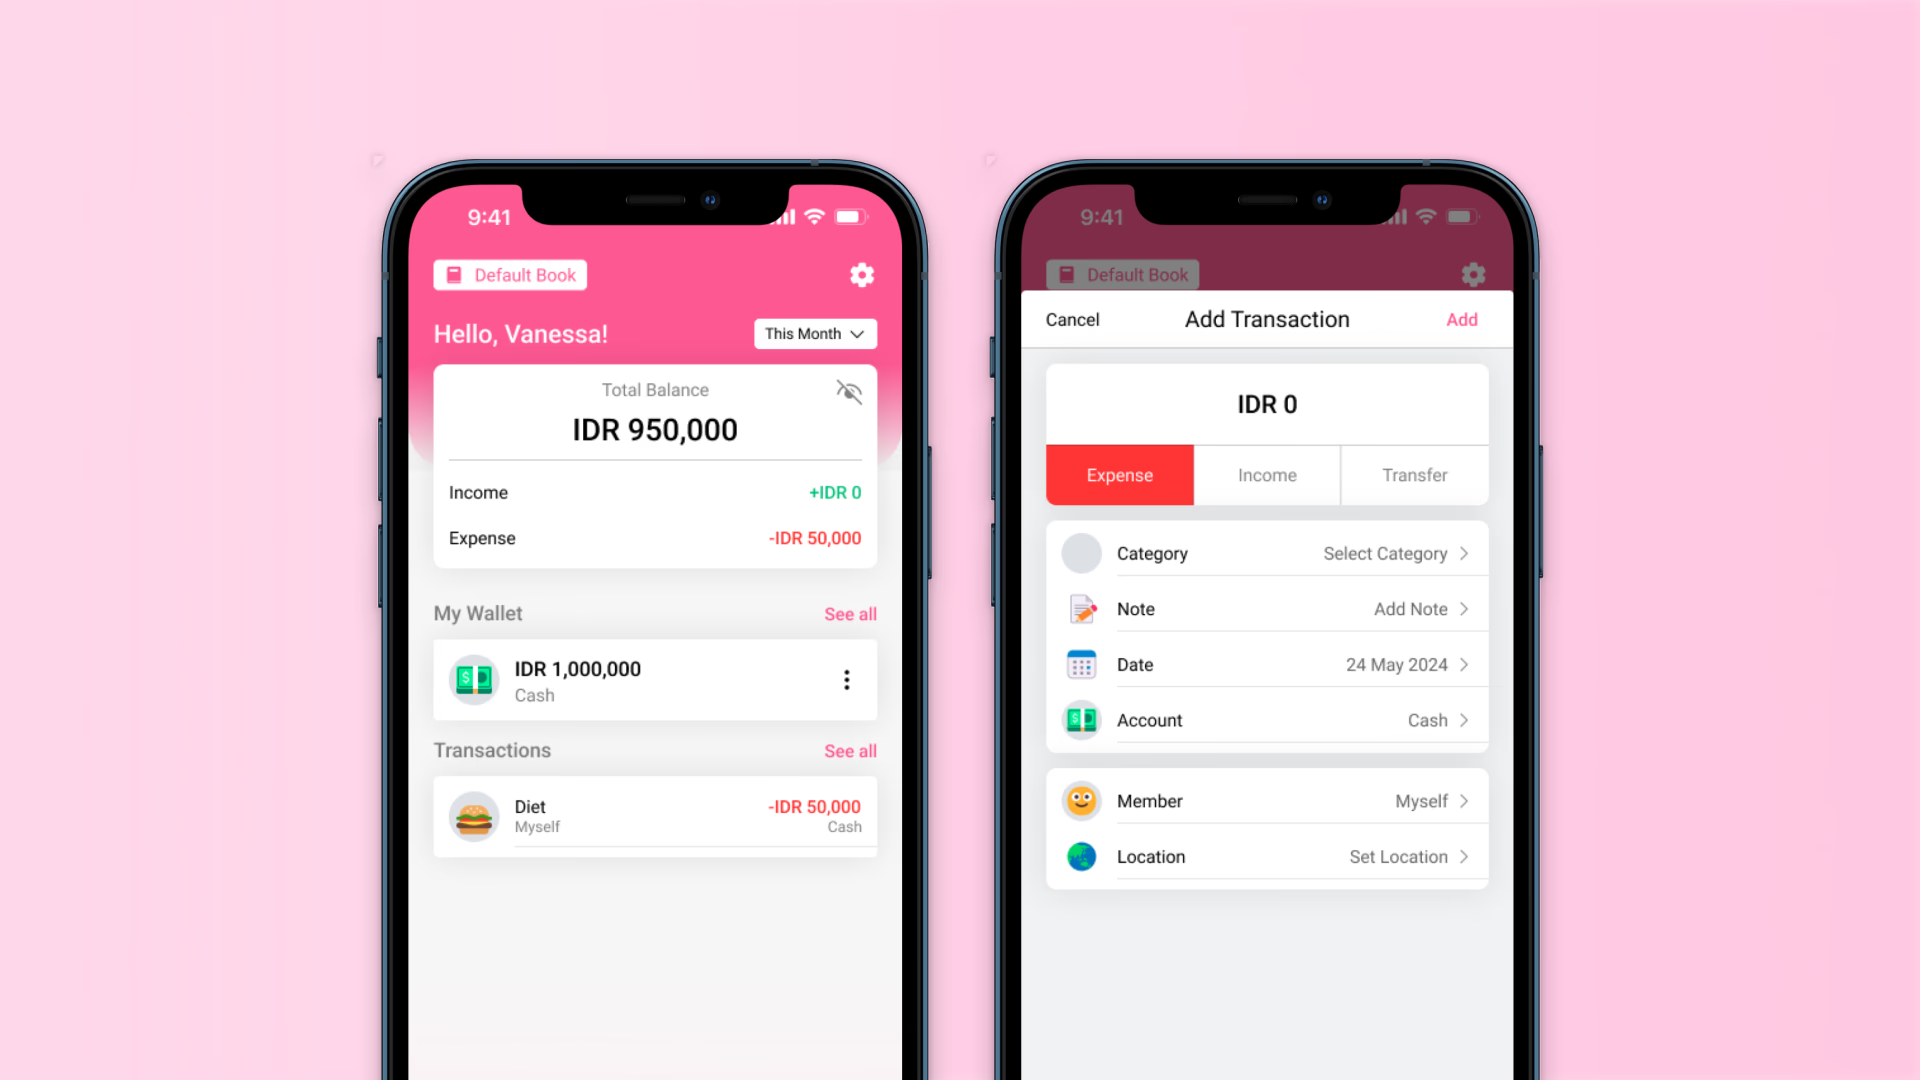 9:41
Default Book
Hello, Vanessa!
This Month
Total Balance
IDR 950,000
Income +IDR 0
Expense -IDR 50,000
My Wallet See all
IDR 1,000,000
Cash
Transactions See all
Diet -IDR 50,000
Myself Cash
9:41
Default Book
Cancel Add Transaction Add
IDR 0
Expense Income Transfer
Category Select Category
Note Add Note
Date 24 May 2024
Account Cash
Member Myself
Location Set Location